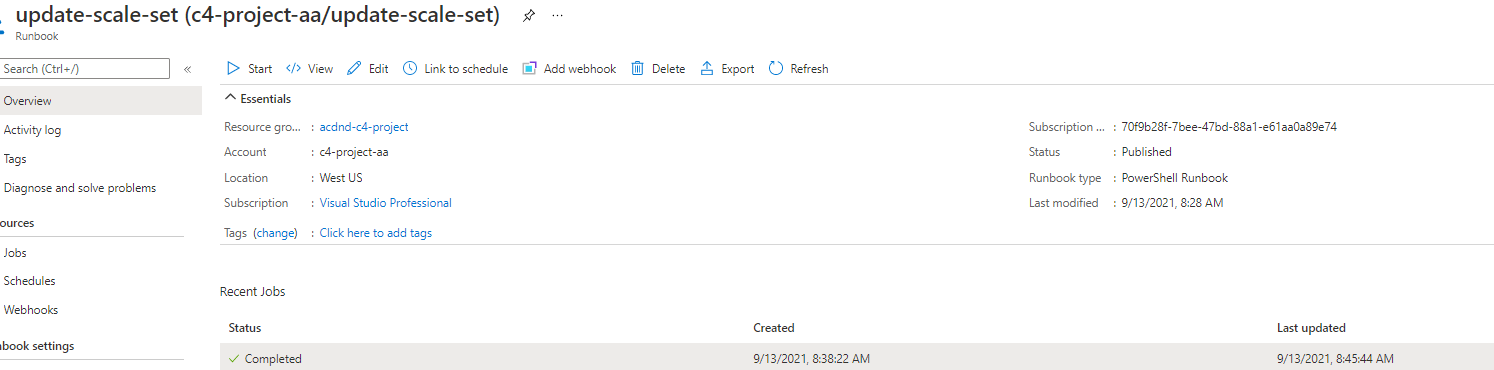 update-scale-set (c4-project-aa/update-scale-set) ...
Runbook
Search (Ctrl+/) «
Start View Edit Link to schedule Add webhook Delete Export Refresh
Overview
Activity log
Tags
Diagnose and solve problems
ources
Jobs
Schedules
Webhooks
nbook settings
Essentials
Resource gro... : acdnd-c4-project
Account : c4-project-aa
Location : West US
Subscription : Visual Studio Professional
Tags (change) : Click here to add tags
Subscription ... : 70f9b28f-7bee-47bd-88a1-e61aa0a89e74
Status : Published
Runbook type : PowerShell Runbook
Last modified : 9/13/2021, 8:28 AM
Recent Jobs
Status Created Last updated
Completed 9/13/2021, 8:38:22 AM 9/13/2021, 8:45:44 AM